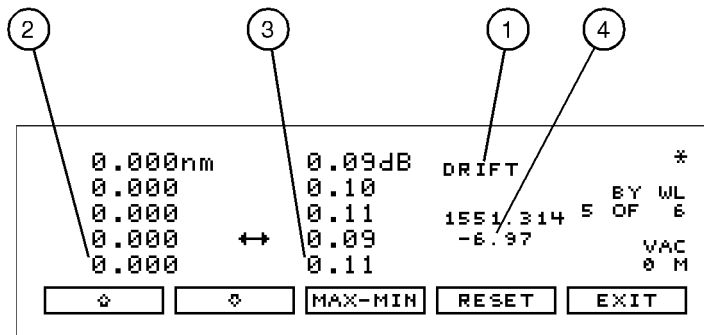 2 3 1 4
0.000nm 0.09dB DRIFT *
0.000 0.10 BY WL
0.000 0.11 1551.314 5 OF 6
0.000 ↔ 0.09 -6.97 VAC
0.000 0.11 0 M
MAX-MIN RESET EXIT